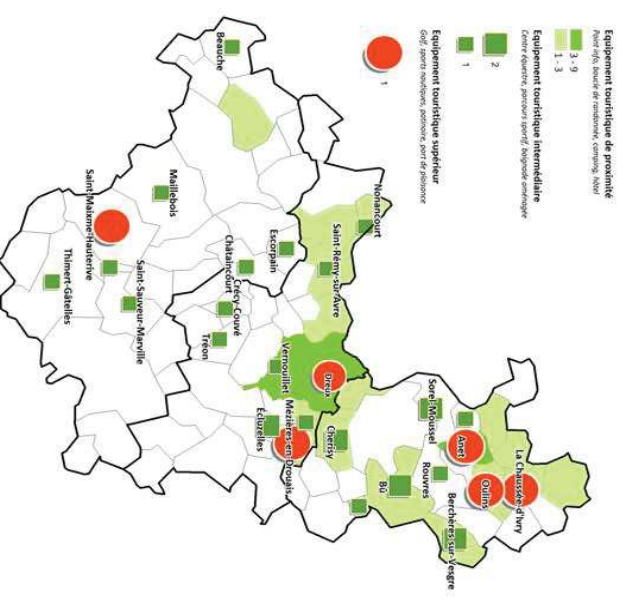 Equipement touristique de proximité
Point info, boucle de randonnée, camping, hôtel
3 - 9
1 - 3
Equipement touristique intermédiaire
Centre équestre, parcours sportif, baignade aménagée
2
1
Equipement touristique supérieur
Golf, sports nautiques, patinoire, port de plaisance
1
La Chaussée-d'Ivry
Oulins
Anet
Berchères-sur-Vesgre
Rouvres
Sorel-Moussel
Bû
Cherisy
Dreux
Mézières-en-Drouais
Écluzelles
Vernouillet
Nonancourt
Saint-Rémy-sur-Avre
Escorpain
Châtaincourt
Crécy-Couvé
Tréon
Beauche
Maillebois
Saint-Maixme-Hauterive
Saint-Sauveur-Marville
Thimert-Gâtelles